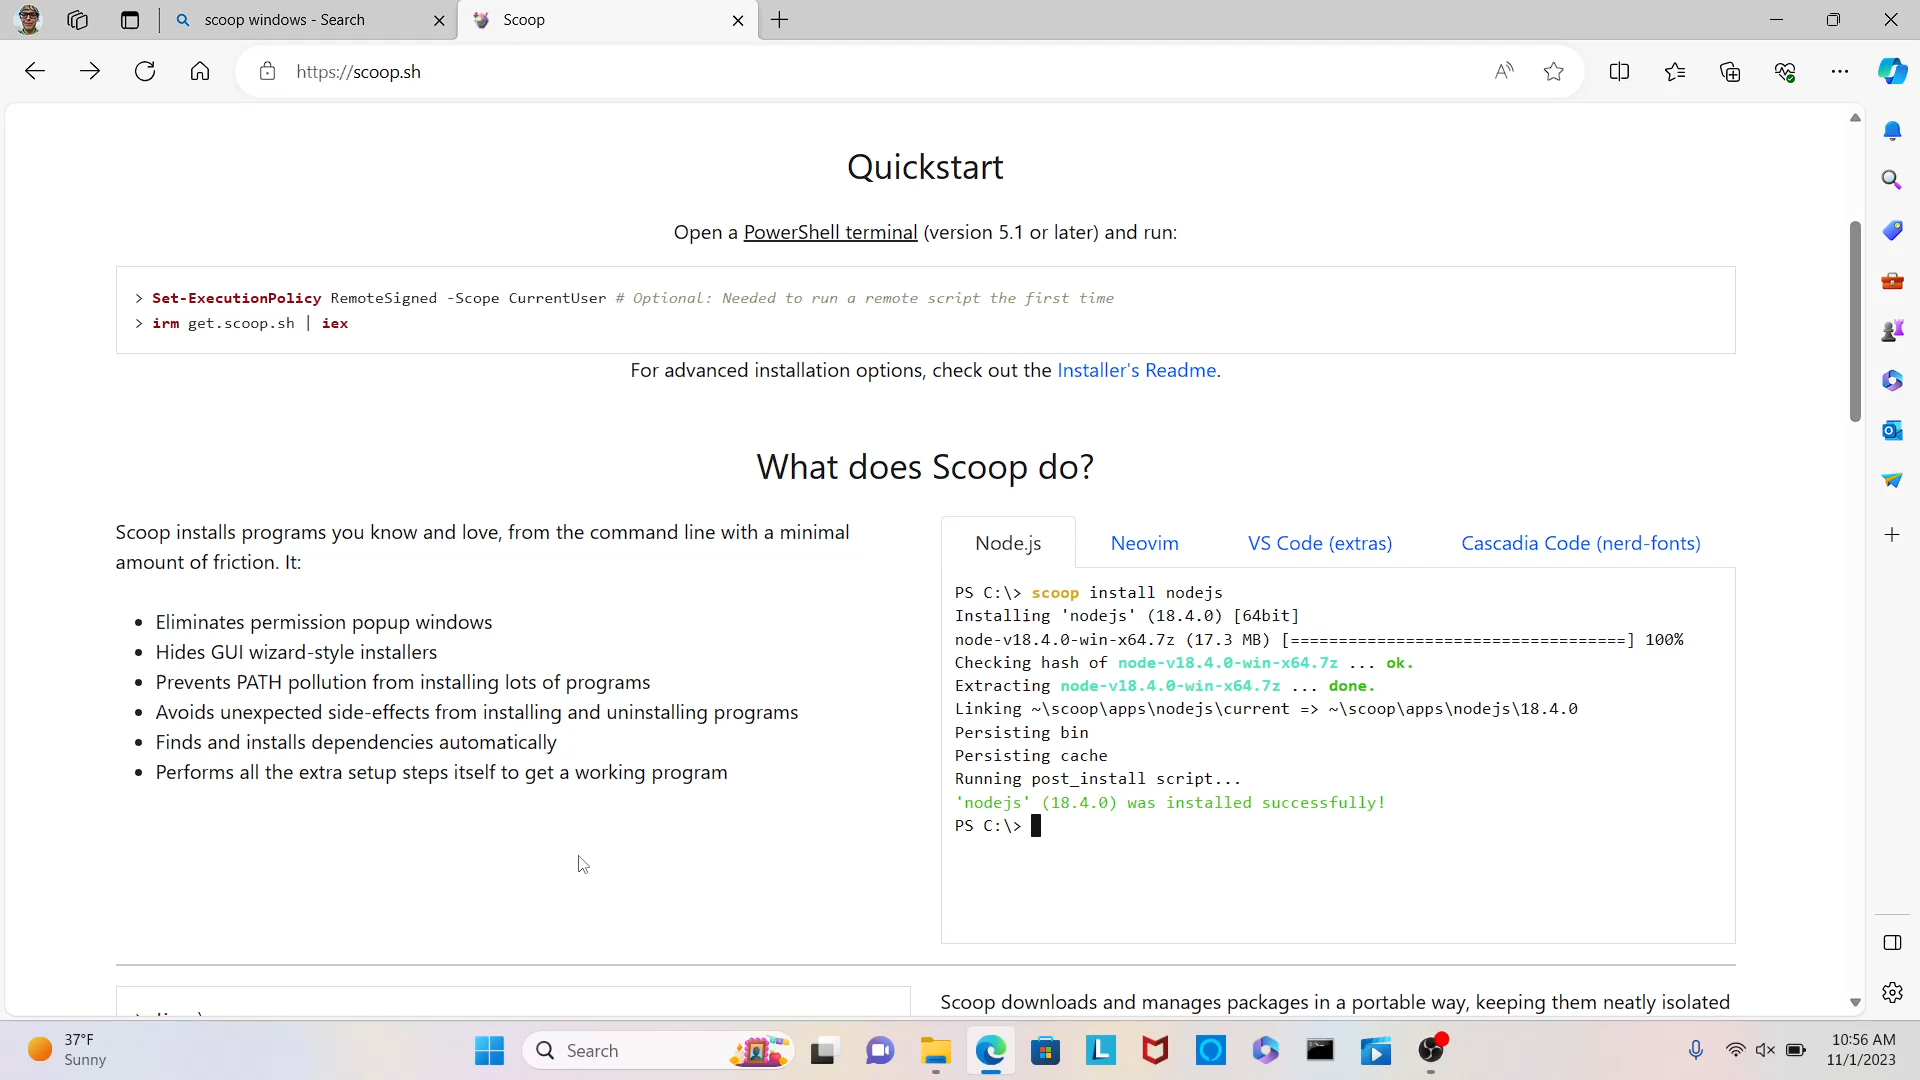 scoop windows - Search
Scoop
https://scoop.sh
Quickstart
Open a PowerShell terminal (version 5.1 or later) and run:
> Set-ExecutionPolicy RemoteSigned -Scope CurrentUser # Optional: Needed to run a remote script the first time
> irm get.scoop.sh | iex
For advanced installation options, check out the Installer's Readme.
What does Scoop do?
Scoop installs programs you know and love, from the command line with a minimal
amount of friction. It:
• Eliminates permission popup windows
• Hides GUI wizard-style installers
• Prevents PATH pollution from installing lots of programs
• Avoids unexpected side-effects from installing and uninstalling programs
• Finds and installs dependencies automatically
• Performs all the extra setup steps itself to get a working program
Node.js Neovim VS Code (extras) Cascadia Code (nerd-fonts)
PS C:\> scoop install nodejs
Installing 'nodejs' (18.4.0) [64bit]
node-v18.4.0-win-x64.7z (17.3 MB) [===================================] 100%
Checking hash of node-v18.4.0-win-x64.7z ... ok.
Extracting node-v18.4.0-win-x64.7z ... done.
Linking ~\scoop\apps\nodejs\current => ~\scoop\apps\nodejs\18.4.0
Persisting bin
Persisting cache
Running post_install script...
'nodejs' (18.4.0) was installed successfully!
PS C:\>
Scoop downloads and manages packages in a portable way, keeping them neatly isolated
37°F
Sunny
Search
10:56 AM
11/1/2023